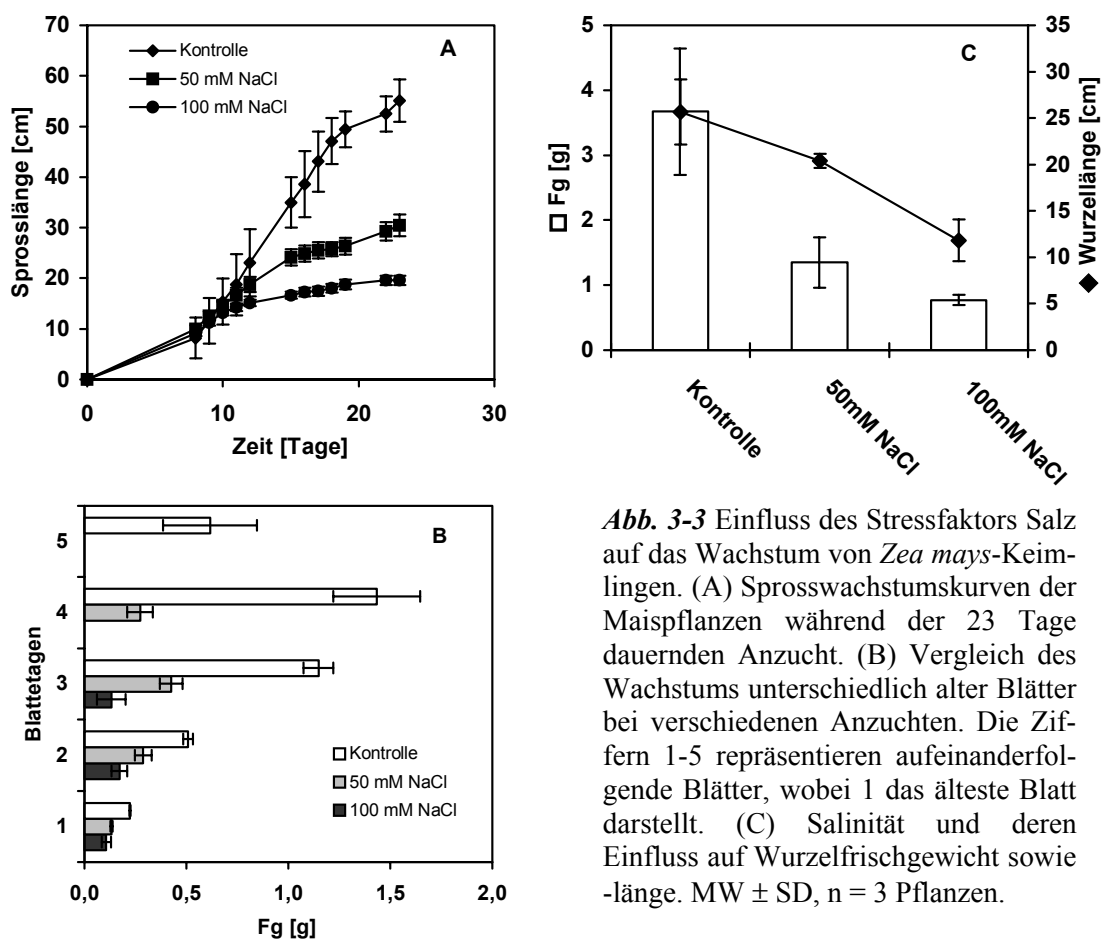 70
60
50
40
30
20
10
0
Sprosslänge [cm]
Kontrolle
50 mM NaCl
100 mM NaCl
A
0
10
20
30
Zeit [Tage]
5
4
3
2
1
0
Fg [g]
C
35
30
25
20
15
10
5
0
Wurzellänge [cm]
Kontrolle
50mM NaCl
100mM NaCl
5
4
3
2
1
Blattetagen
B
Kontrolle
50 mM NaCl
100 mM NaCl
0,0
0,5
1,0
1,5
2,0
Fg [g]
Abb. 3-3 Einfluss des Stressfaktors Salz
auf das Wachstum von Zea mays-Keim-
lingen. (A) Sprosswachstumskurven der
Maispflanzen während der 23 Tage
dauernden Anzucht. (B) Vergleich des
Wachstums unterschiedlich alter Blätter
bei verschiedenen Anzuchten. Die Zif-
fern 1-5 repräsentieren aufeinanderfol-
gende Blätter, wobei 1 das älteste Blatt
darstellt. (C) Salinität und deren
Einfluss auf Wurzelfrischgewicht sowie
-länge. MW ± SD, n = 3 Pflanzen.